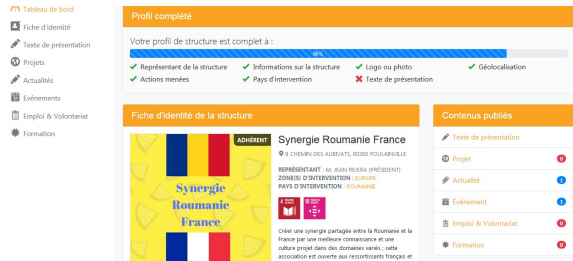 Tableau de bord
Fiche d'identité
Texte de présentation
Projets
Actualités
Evénements
Emploi & Volontariat
Formation
Profil complété
Votre profil de structure est complet à :
86%
Représentant de la structure
Informations sur la structure
Logo ou photo
Géolocalisation
Actions menées
Pays d'intervention
Texte de présentation
Fiche d'identité de la structure
ADHÉRENT
Synergie
Roumanie
France
Synergie Roumanie France
8 CHEMIN DES AUBIVATS, 80260 POULAINVILLE
REPRÉSENTANT : M. JEAN RIVERA (PRÉSIDENT)
ZONE(S) D'INTERVENTION : EUROPE
PAYS D'INTERVENTION : ROUMANIE
Créer une synergie partagée entre la Roumanie et la
France par une meilleure connaissance et une
culture projet dans des domaines variés ; cette
association est ouverte aux ressortissants français et
Contenus publiés
Texte de présentation
Projet 0
Actualité 1
Événement 1
Emploi & Volontariat 0
Formation 0